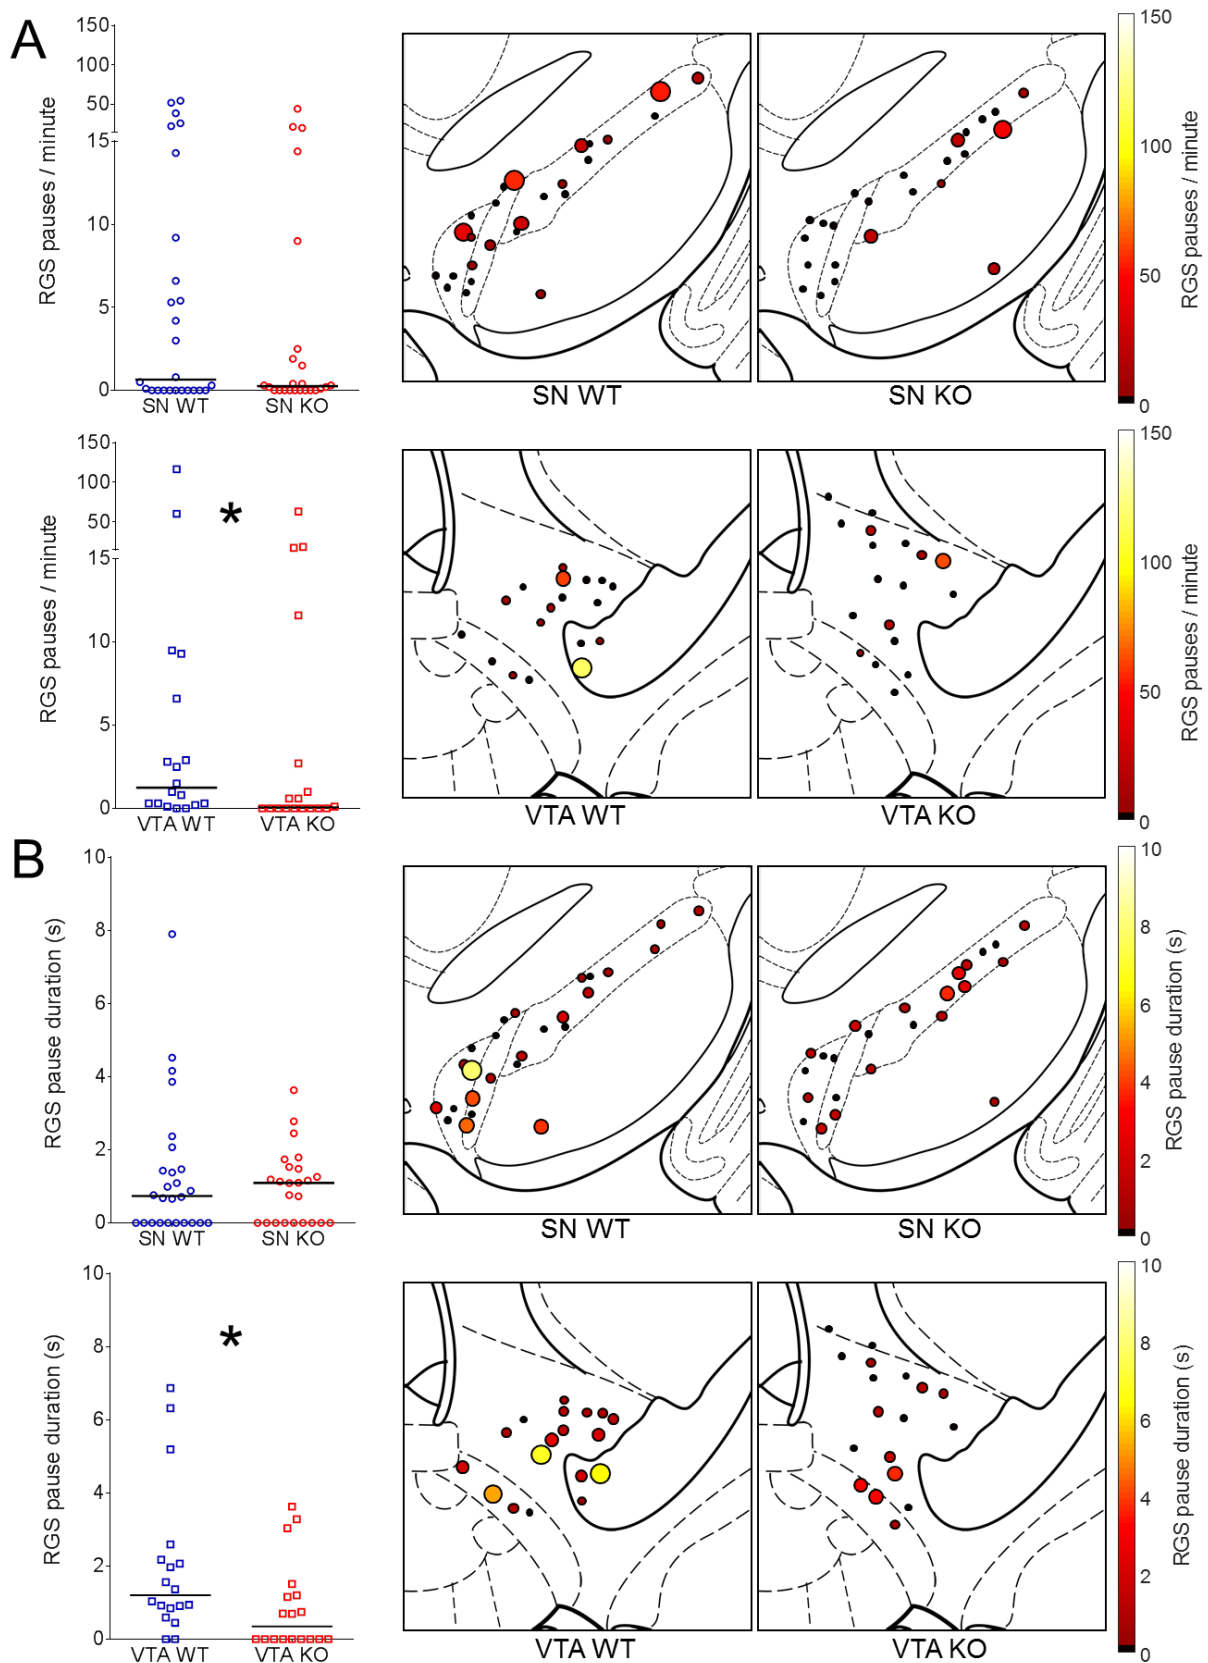 A
150
100
50
15
10
5
0
RGS pauses / minute
SN WT
SN KO
SN WT
SN KO
150
100
50
0
RGS pauses / minute
150
100
50
15
10
5
0
RGS pauses / minute
*
VTA WT
VTA KO
VTA WT
VTA KO
150
100
50
0
RGS pauses / minute
B
10
8
6
4
2
0
RGS pause duration (s)
SN WT
SN KO
SN WT
SN KO
10
8
6
4
2
0
RGS pause duration (s)
10
8
6
4
2
0
RGS pause duration (s)
*
VTA WT
VTA KO
VTA WT
VTA KO
10
8
6
4
2
0
RGS pause duration (s)